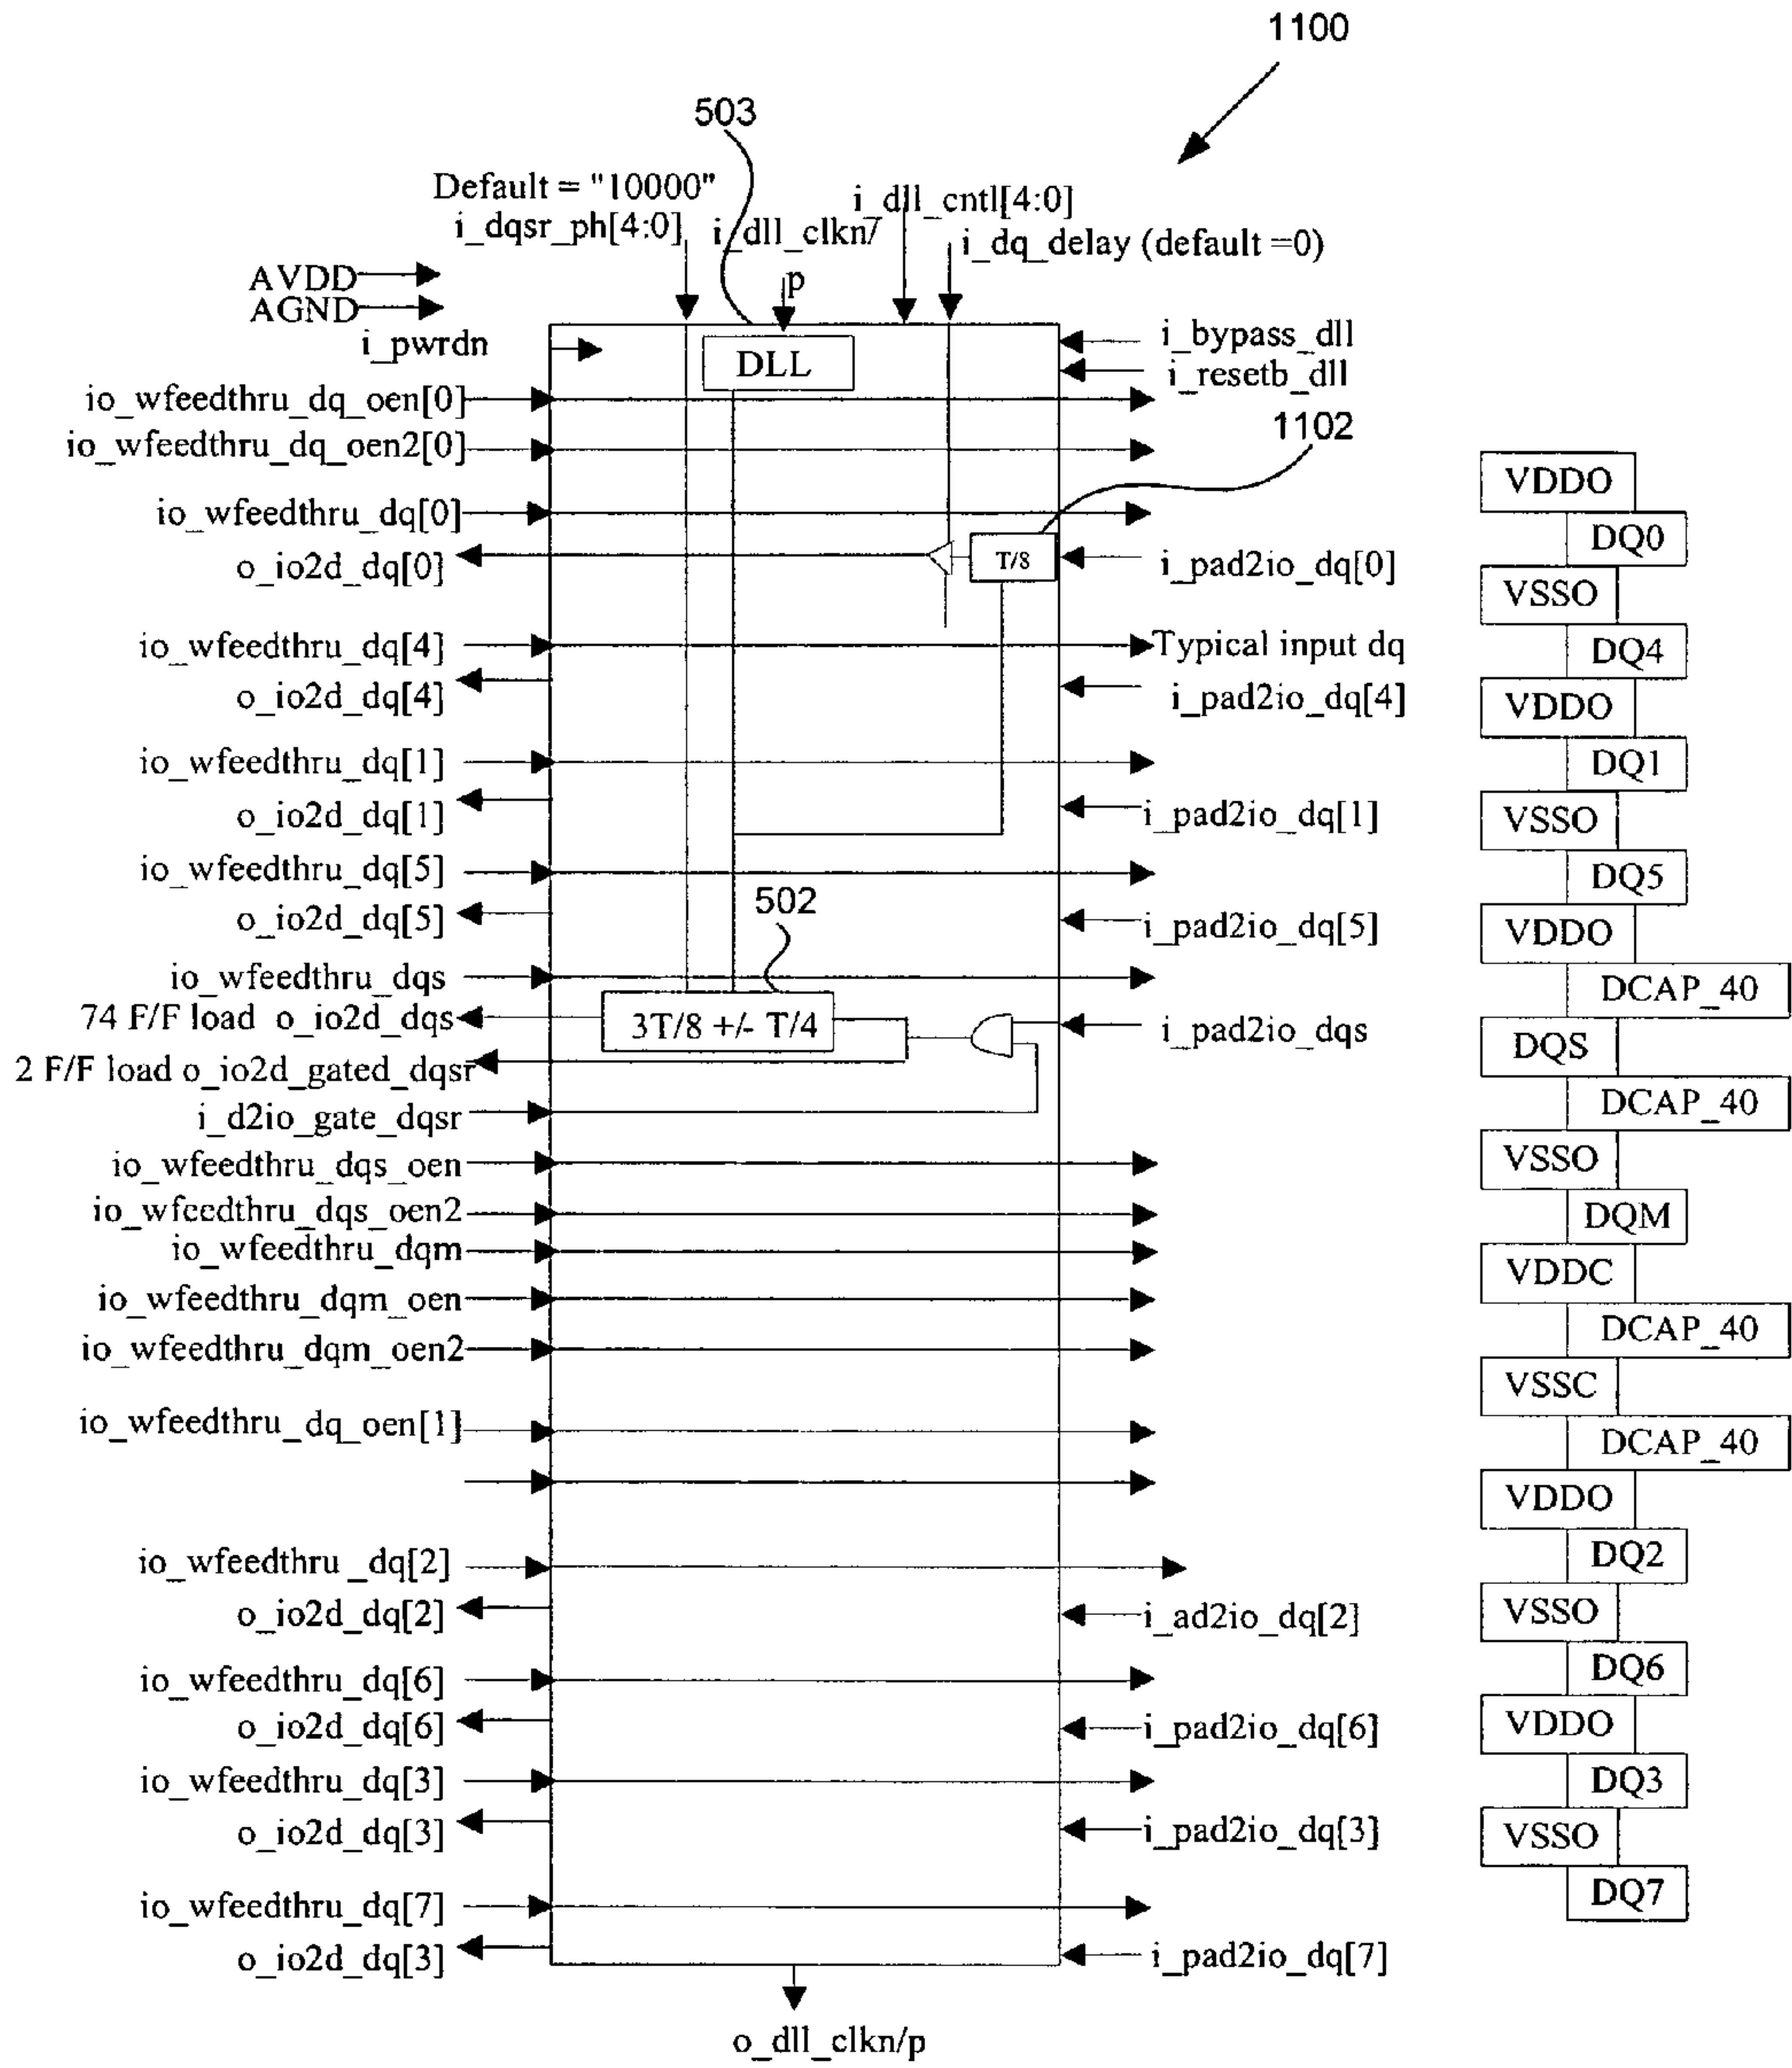 1100
503
Default = "10000"
i_dqsr_ph[4:0]
i_dll_clkn/
p
i_dll_cntl[4:0]
i_dq_delay (default =0)
AVDD
AGND
i_pwrdn
DLL
i_bypass_dll
i_resetb_dll
io_wfeedthru_dq_oen[0]
io_wfeedthru_dq_oen2[0]
1102
io_wfeedthru_dq[0]
o_io2d_dq[0]
T/8
i_pad2io_dq[0]
io_wfeedthru_dq[4]
Typical input dq
o_io2d_dq[4]
i_pad2io_dq[4]
io_wfeedthru_dq[1]
o_io2d_dq[1]
i_pad2io_dq[1]
io_wfeedthru_dq[5]
o_io2d_dq[5]
i_pad2io_dq[5]
502
io_wfeedthru_dqs
74 F/F load o_io2d_dqs
3T/8 +/- T/4
i_pad2io_dqs
2 F/F load o_io2d_gated_dqsr
i_d2io_gate_dqsr
io_wfeedthru_dqs_oen
io_wfeedthru_dqs_oen2
io_wfeedthru_dqm
io_wfeedthru_dqm_oen
io_wfeedthru_dqm_oen2
io_wfeedthru_dq_oen[1]
io_wfeedthru _dq[2]
o_io2d_dq[2]
i_ad2io_dq[2]
io_wfeedthru_dq[6]
o_io2d_dq[6]
i_pad2io_dq[6]
io_wfeedthru_dq[3]
o_io2d_dq[3]
i_pad2io_dq[3]
io_wfeedthru_dq[7]
o_io2d_dq[3]
i_pad2io_dq[7]
o_dll_clkn/p
VDDO
DQ0
VSSO
DQ4
VDDO
DQ1
VSSO
DQ5
VDDO
DCAP_40
DQS
DCAP_40
VSSO
DQM
VDDC
DCAP_40
VSSC
DCAP_40
VDDO
DQ2
VSSO
DQ6
VDDO
DQ3
VSSO
DQ7